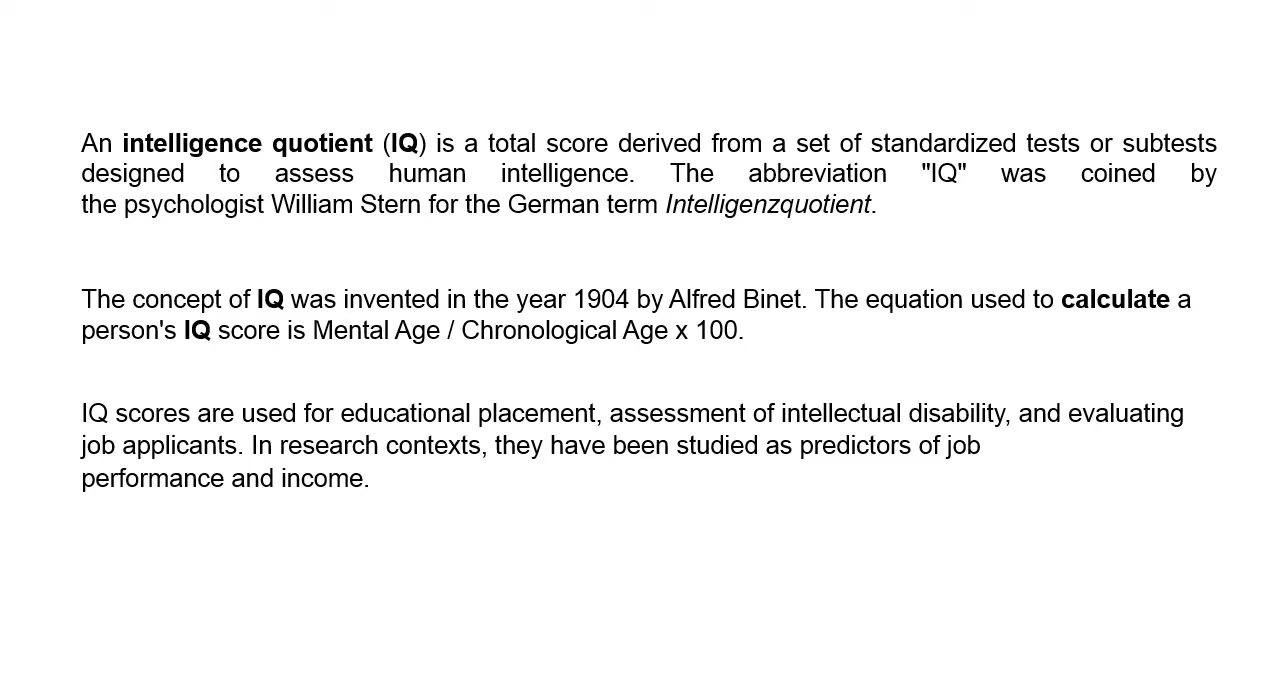 An intelligence quotient (IQ) is a total score derived from a set of standardized tests or subtests
designed to assess human intelligence. The abbreviation "IQ" was coined by
the psychologist William Stern for the German term Intelligenzquotient.
The concept of IQ was invented in the year 1904 by Alfred Binet. The equation used to calculate a
person's IQ score is Mental Age / Chronological Age x 100.
IQ scores are used for educational placement, assessment of intellectual disability, and evaluating
job applicants. In research contexts, they have been studied as predictors of job
performance and income.